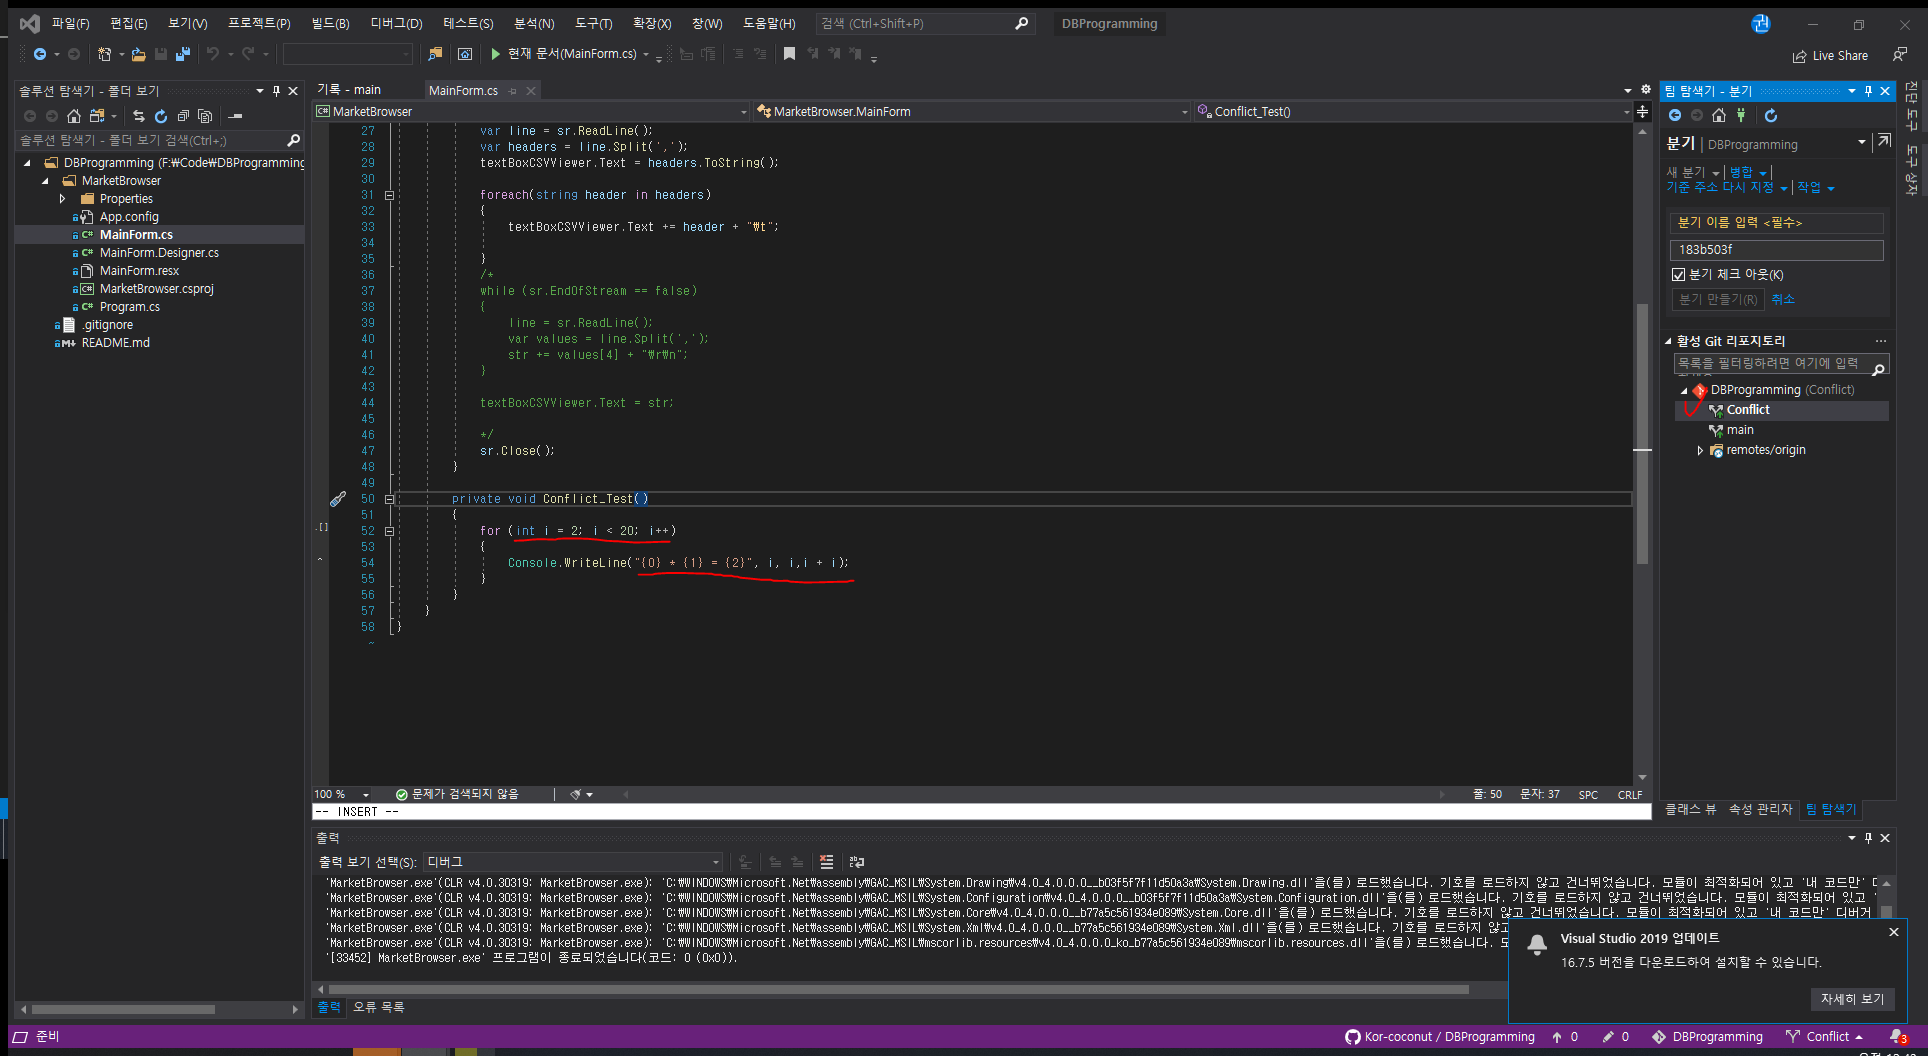 파일(F) 편집(E) 보기(V) 프로젝트(P) 빌드(B) 디버그(D) 테스트(S) 분석(N) 도구(T) 확장(X) 창(W) 도움말(H) 검색 (Ctrl+Shift+P) DBProgramming 권
현재 문서(MainForm.cs) Live Share
솔루션 탐색기 - 폴더 보기
솔루션 탐색기 - 폴더 보기 검색(Ctrl+;)
DBProgramming (F:₩Code₩DBProgramming
MarketBrowser
Properties
App.config
MainForm.cs
MainForm.Designer.cs
MainForm.resx
MarketBrowser.csproj
Program.cs
.gitignore
README.md
기록 - main MainForm.cs
MarketBrowser MarketBrowser.MainForm Conflict_Test()
27 var line = sr.ReadLine();
28 var headers = line.Split(',');
29 textBoxCSVViewer.Text = headers.ToString();
30
31 foreach(string header in headers)
32 {
33 textBoxCSVViewer.Text += header + "₩t";
34
35 }
36 /*
37 while (sr.EndOfStream == false)
38 {
39 line = sr.ReadLine();
40 var values = line.Split(',');
41 str += values[4] + "₩r₩n";
42 }
43
44 textBoxCSVViewer.Text = str;
45
46 */
47 sr.Close();
48 }
49
50 private void Conflict_Test()
51 {
52 for (int i = 2; i < 20; i++)
53 {
54 Console.WriteLine("{0} * {1} = {2}", i, i,i + i);
55 }
56 }
57 }
58 }
~
100 % 문제가 검색되지 않음 줄: 50 문자: 37 SPC CRLF
-- INSERT --
출력
출력 보기 선택(S): 디버그
'MarketBrowser.exe'(CLR v4.0.30319: MarketBrowser.exe): 'C:₩WINDOWS₩Microsoft.Net₩assembly₩GAC_MSIL₩System.Drawing₩v4.0_4.0.0.0__b03f5f7f11d50a3a₩System.Drawing.dll'을(를) 로드했습니다. 기호를 로드하지 않고 건너뛰었습니다. 모듈이 최적화되어 있고 '내 코드만' 디
'MarketBrowser.exe'(CLR v4.0.30319: MarketBrowser.exe): 'C:₩WINDOWS₩Microsoft.Net₩assembly₩GAC_MSIL₩System.Configuration₩v4.0_4.0.0.0__b03f5f7f11d50a3a₩System.Configuration.dll'을(를) 로드했습니다. 기호를 로드하지 않고 건너뛰었습니다. 모듈이 최적화되어 있고 '
'MarketBrowser.exe'(CLR v4.0.30319: MarketBrowser.exe): 'C:₩WINDOWS₩Microsoft.Net₩assembly₩GAC_MSIL₩System.Core₩v4.0_4.0.0.0__b77a5c561934e089₩System.Core.dll'을(를) 로드했습니다. 기호를 로드하지 않고 건너뛰었습니다. 모듈이 최적화되어 있고 '내 코드만' 디버거
'MarketBrowser.exe'(CLR v4.0.30319: MarketBrowser.exe): 'C:₩WINDOWS₩Microsoft.Net₩assembly₩GAC_MSIL₩System.Xml₩v4.0_4.0.0.0__b77a5c561934e089₩System.Xml.dll'을(를) 로드했습니다. 기호를 로드하지 않고
'MarketBrowser.exe'(CLR v4.0.30319: MarketBrowser.exe): 'C:₩WINDOWS₩Microsoft.Net₩assembly₩GAC_MSIL₩mscorlib.resources₩v4.0_4.0.0.0_ko_b77a5c561934e089₩mscorlib.resources.dll'을(를) 로드했습니다.
'[33452] MarketBrowser.exe' 프로그램이 종료되었습니다(코드: 0 (0x0)).
출력 오류 목록
팀 탐색기 - 분기
분기 | DBProgramming
새 분기 병합
기준 주소 다시 지정 작업
분기 이름 입력 <필수>
183b503f
분기 체크 아웃(K)
분기 만들기(R) 취소
활성 Git 리포지토리
목록을 필터링하려면 여기에 입력
DBProgramming (Conflict)
Conflict
main
remotes/origin
클래스 뷰 속성 관리자 팀 탐색기
진단 도구
도구 상자
Visual Studio 2019 업데이트
16.7.5 버전을 다운로드하여 설치할 수 있습니다.
자세히 보기
준비 Kor-coconut / DBProgramming 0 0 DBProgramming Conflict 3